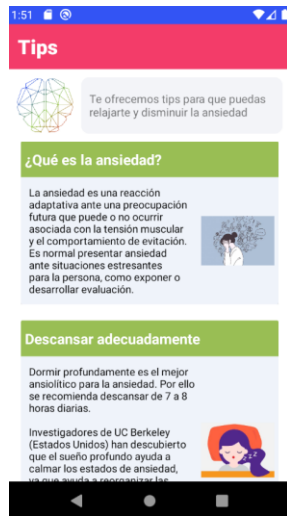 1:51
Tips
Te ofrecemos tips para que puedas
relajarte y disminuir la ansiedad
¿Qué es la ansiedad?
La ansiedad es una reacción
adaptativa ante una preocupación
futura que puede o no ocurrir
asociada con la tensión muscular
y el comportamiento de evitación.
Es normal presentar ansiedad
ante situaciones estresantes
para la persona, como exponer o
desarrollar evaluación.
Descansar adecuadamente
Dormir profundamente es el mejor
ansiolítico para la ansiedad. Por ello
se recomienda descansar de 7 a 8
horas diarias.
Investigadores de UC Berkeley
(Estados Unidos) han descubierto
que el sueño profundo ayuda a
calmar los estados de ansiedad,
ya que ayuda a reorganizar las